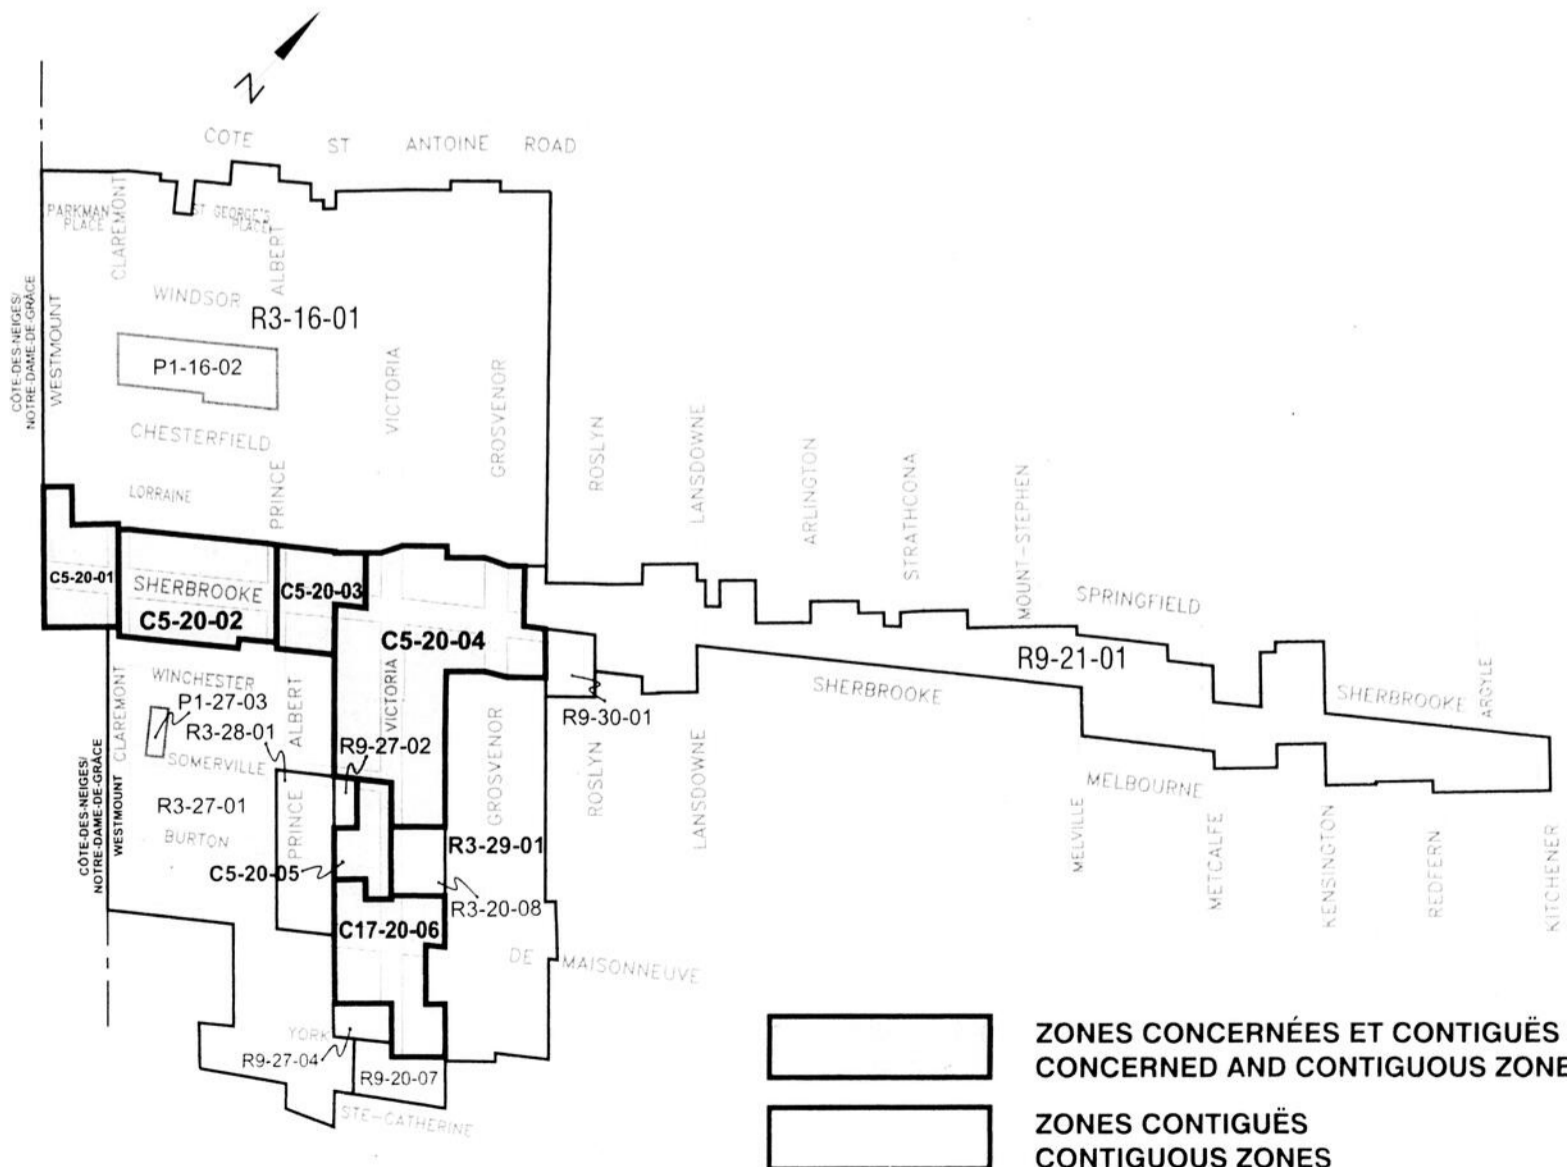 N
COTE ST ANTOINE ROAD
PARKMAN
PLACE
CLAREMONT
ST GEORGE'S
PLACE
ALBERT
CÔTE-DES-NEIGES/
NOTRE-DAME-DE-GRÂCE
WESTMOUNT
WINDSOR
R3-16-01
P1-16-02
VICTORIA
GROSVENOR
CHESTERFIELD
LORRAINE
PRINCE
ROSLYN
LANSDOWNE
ARLINGTON
STRATHCONA
MOUNT-STEPHEN
SPRINGFIELD
C5-20-01
SHERBROOKE
C5-20-02
C5-20-03
C5-20-04
R9-21-01
SHERBROOKE
SHERBROOKE
ARGYLE
WINCHESTER
P1-27-03
R3-28-01
CLAREMONT
ALBERT
VICTORIA
R9-27-02
R9-30-01
SOMERVILLE
R3-27-01
BURTON
PRINCE
GROSVENOR
ROSLYN
LANSDOWNE
MELBOURNE
MELVILLE
METCALFE
KENSINGTON
REDFERN
KITCHENER
CÔTE-DES-NEIGES/
NOTRE-DAME-DE-GRÂCE
WESTMOUNT
R3-29-01
C5-20-05
R3-20-08
C17-20-06
DE MAISONNEUVE
YORK
R9-27-04
R9-20-07
STE-CATHERINE
ZONES CONCERNÉES ET CONTIGUËS
CONCERNED AND CONTIGUOUS ZONE
ZONES CONTIGUËS
CONTIGUOUS ZONES